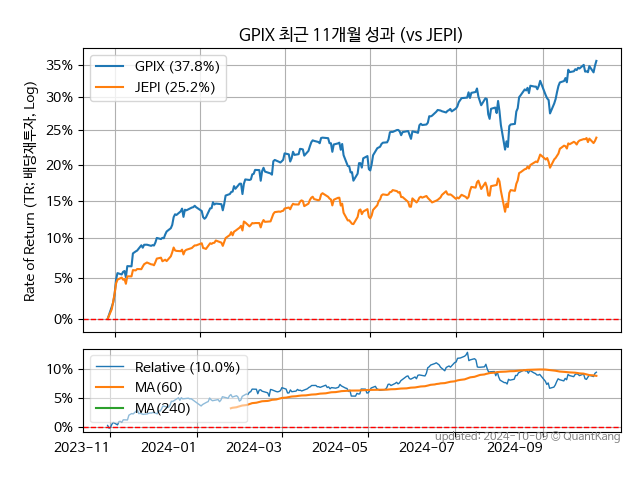 GPIX 최근 11개월 성과 (vs JEPI)
Rate of Return (TR: 배당재투자, Log)
35%
30%
25%
20%
15%
10%
5%
0%
GPIX (37.8%)
JEPI (25.2%)
10%
5%
0%
Relative (10.0%)
MA(60)
MA(240)
2023-11
2024-01
2024-03
2024-05
2024-07
2024-09
updated: 2024-10-09 © QuantKang